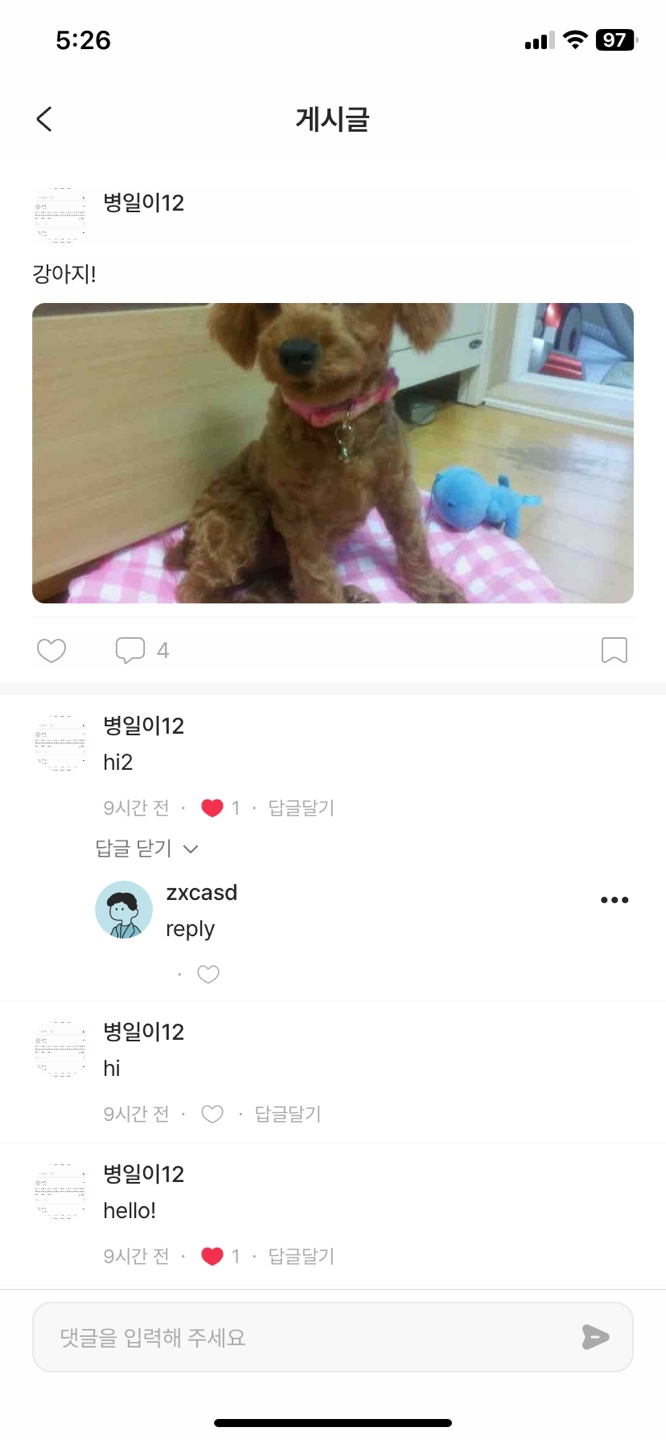 5:26
97
게시글
병일이12
강아지!
4
병일이12
hi2
9시간 전 · 1 · 답글달기
답글 닫기
zxcasd
reply
·
병일이12
hi
9시간 전 · · 답글달기
병일이12
hello!
9시간 전 · 1 · 답글달기
댓글을 입력해 주세요